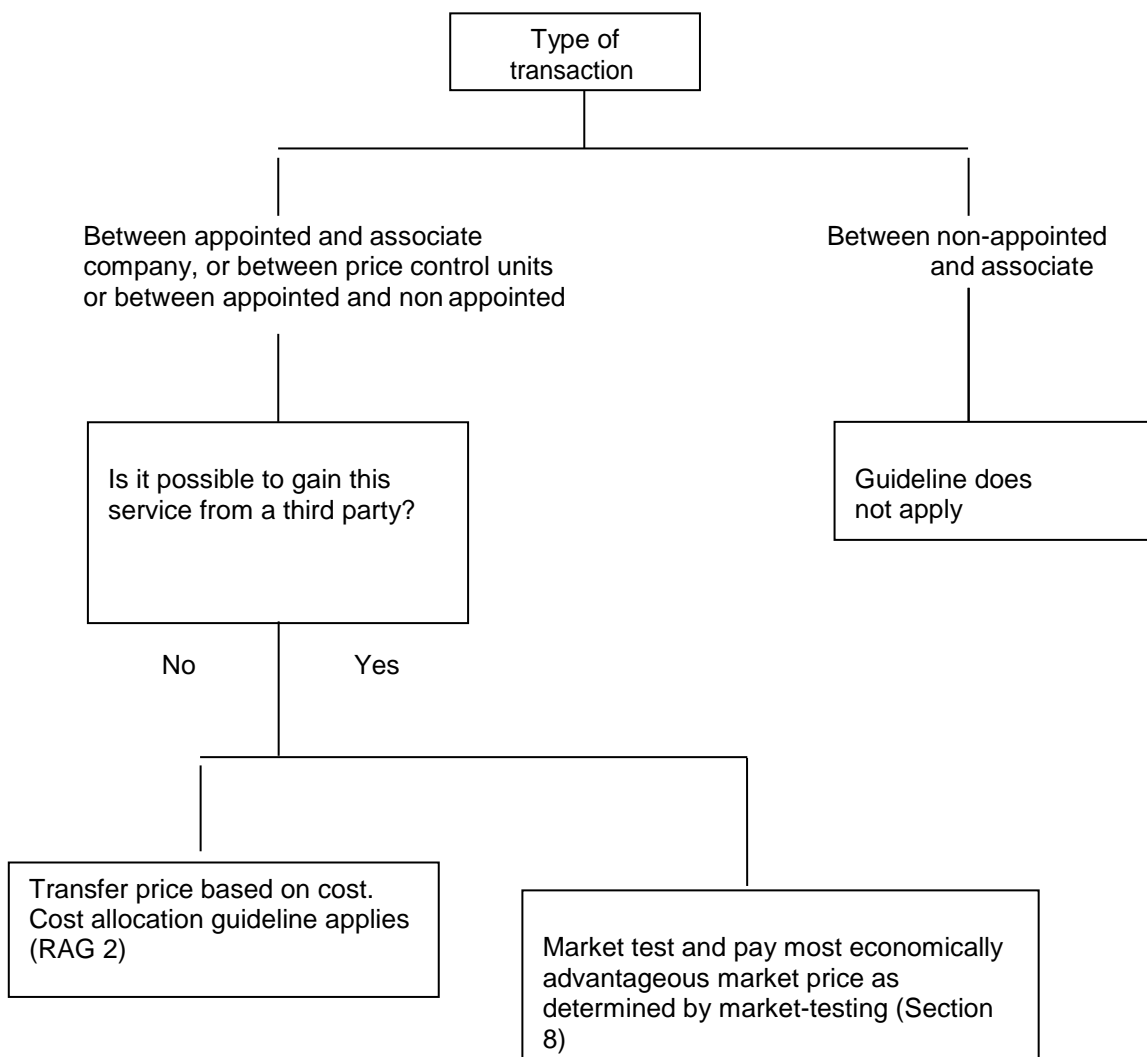 Type of
transaction
Between appointed and associate
company, or between price control units
or between appointed and non appointed
Between non-appointed
and associate
Is it possible to gain this
service from a third party?
Guideline does
not apply
No
Yes
Transfer price based on cost.
Cost allocation guideline applies
(RAG 2)
Market test and pay most economically
advantageous market price as
determined by market-testing (Section
8)